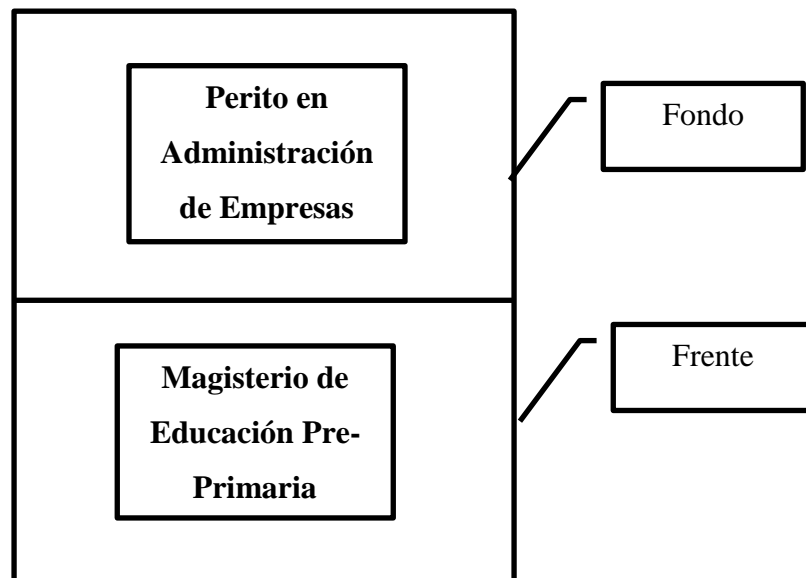 Perito en
Administración
de Empresas
Fondo
Magisterio de
Educación Pre-
Primaria
Frente